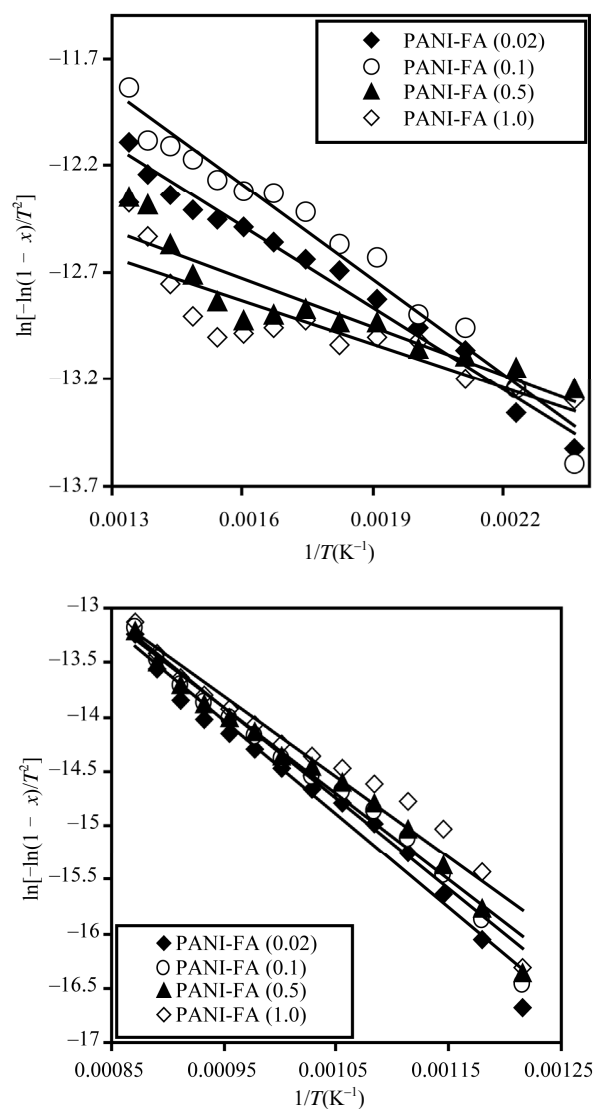 PANI-FA (0.02)
PANI-FA (0.1)
PANI-FA (0.5)
PANI-FA (1.0)
−11.7
−12.2
−12.7
−13.2
−13.7
ln[−ln(1 − x)/T²]
0.0013 0.0016 0.0019 0.0022
1/T(K⁻¹)
−13
−13.5
−14
−14.5
−15
−15.5
−16
−16.5
−17
ln[−ln(1 − x)/T²]
PANI-FA (0.02)
PANI-FA (0.1)
PANI-FA (0.5)
PANI-FA (1.0)
0.00085 0.00095 0.00105 0.00115 0.00125
1/T(K⁻¹)